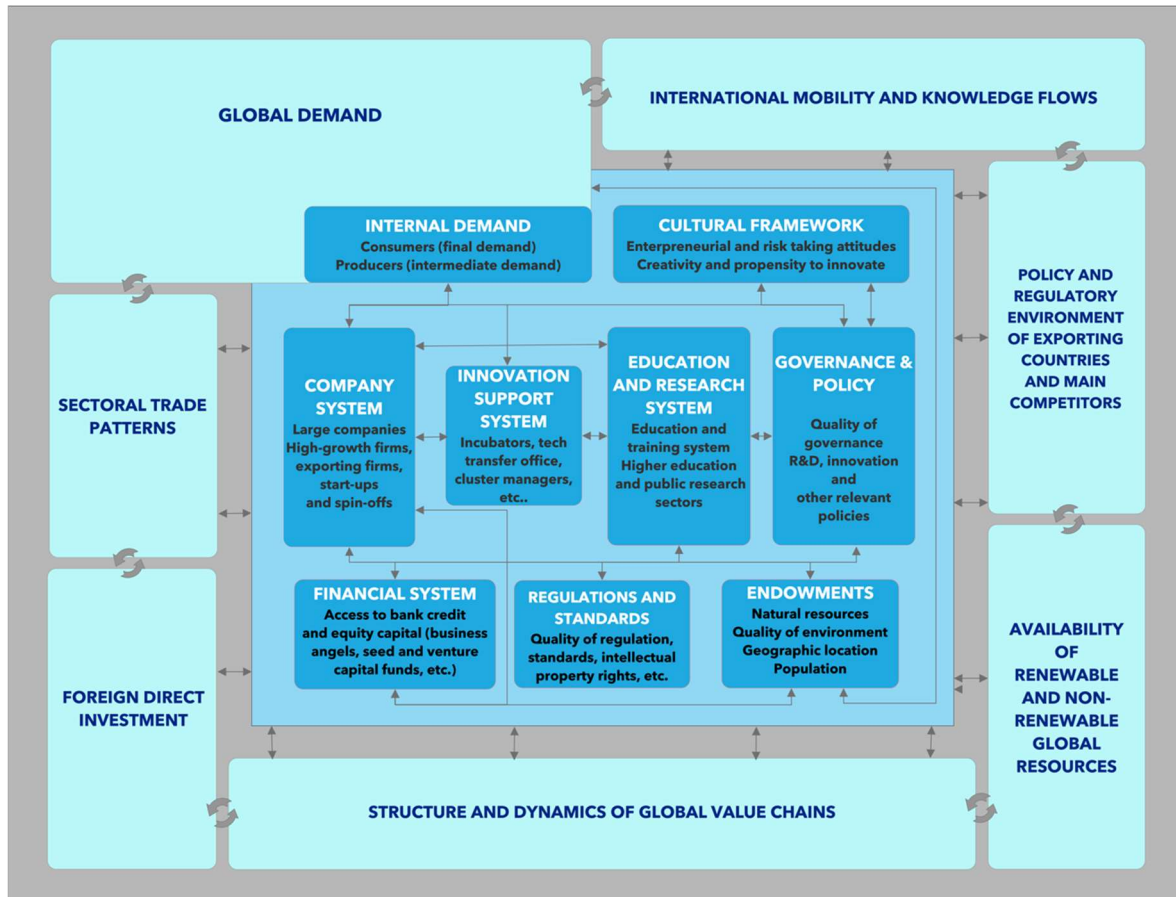 GLOBAL DEMAND
INTERNATIONAL MOBILITY AND KNOWLEDGE FLOWS
INTERNAL DEMAND
Consumers (final demand)
Producers (intermediate demand)
CULTURAL FRAMEWORK
Enterpreneurial and risk taking attitudes
Creativity and propensity to innovate
POLICY AND
REGULATORY
ENVIRONMENT
OF EXPORTING
COUNTRIES
AND MAIN
COMPETITORS
SECTORAL TRADE
PATTERNS
COMPANY
SYSTEM
Large companies
High-growth firms,
exporting firms,
start-ups
and spin-offs
INNOVATION
SUPPORT
SYSTEM
Incubators, tech
transfer office,
cluster managers,
etc..
EDUCATION
AND RESEARCH
SYSTEM
Education and
training system
Higher education
and public research
sectors
GOVERNANCE &
POLICY
Quality of
governance
R&D, innovation
and
other relevant
policies
FINANCIAL SYSTEM
Access to bank credit
and equity capital (business
angels, seed and venture
capital funds, etc.)
REGULATIONS AND
STANDARDS
Quality of regulation,
standards, intellectual
property rights, etc.
ENDOWMENTS
Natural resources
Quality of environment
Geographic location
Population
FOREIGN DIRECT
INVESTMENT
AVAILABILITY
OF
RENEWABLE
AND NON-
RENEWABLE
GLOBAL
RESOURCES
STRUCTURE AND DYNAMICS OF GLOBAL VALUE CHAINS